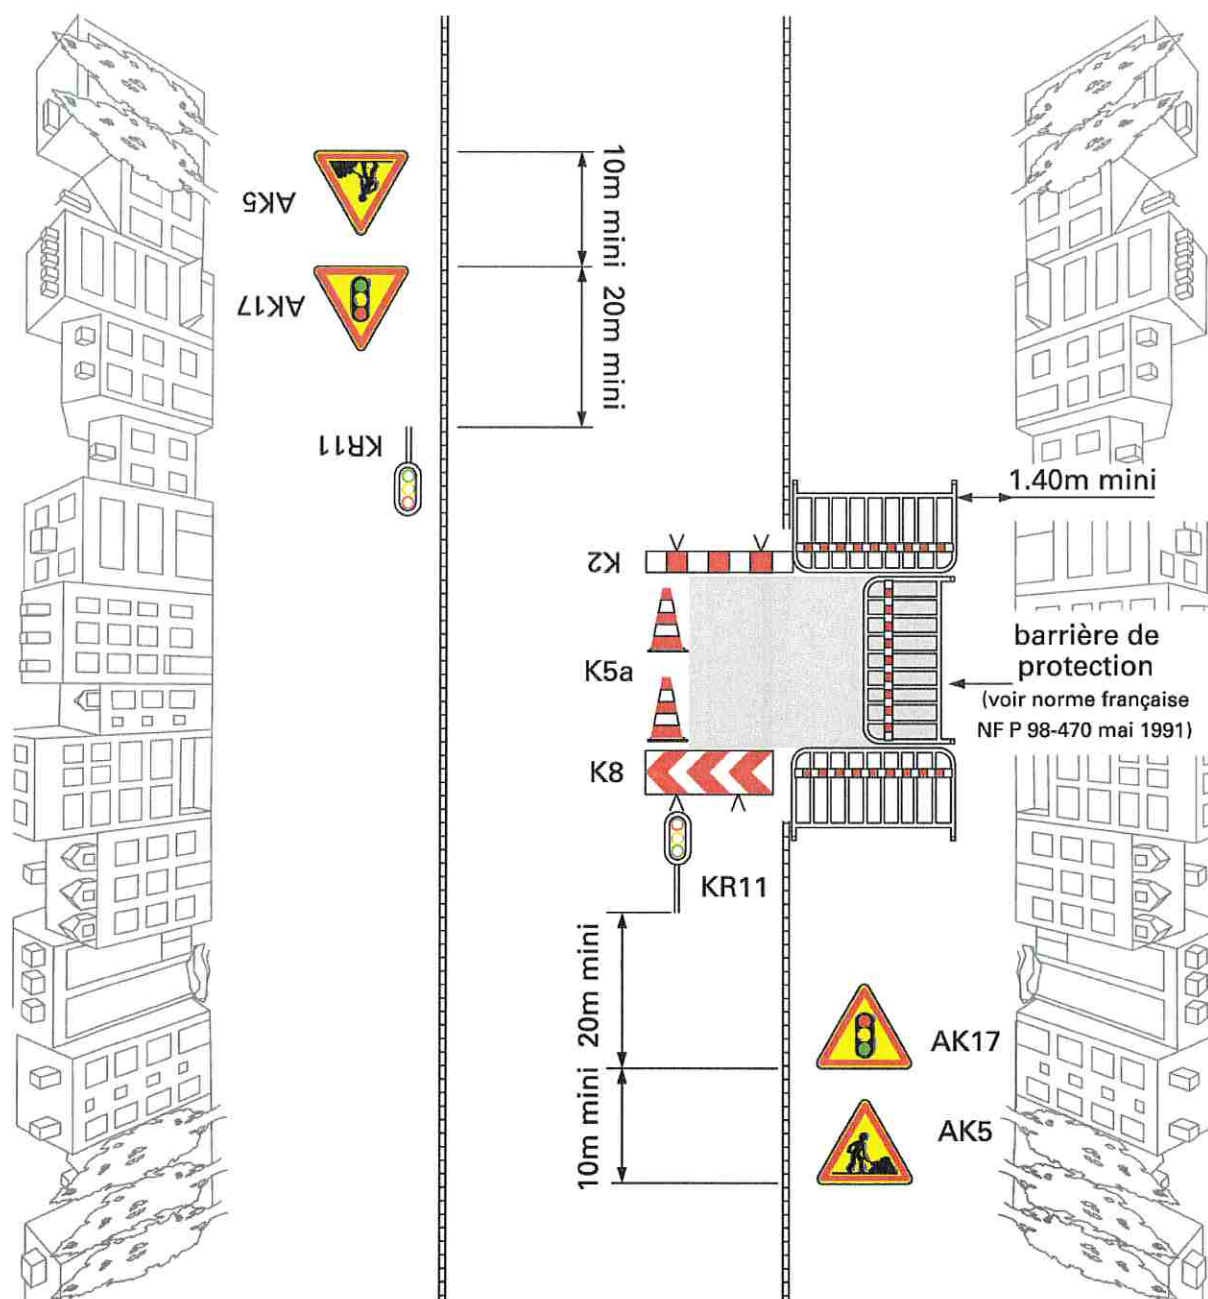 AK5
10m mini
AK17
20m mini
KR11
1.40m mini
K2
K5a
barrière de
protection
(voir norme française
NF P 98-470 mai 1991)
K8
KR11
20m mini
AK17
10m mini
AK5